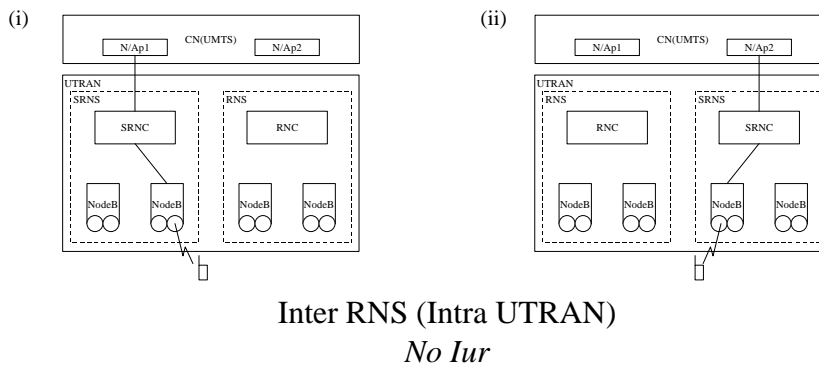 (i)
CN(UMTS)
N/Ap1
N/Ap2
UTRAN
SRNS
RNS
SRNC
RNC
NodeB
NodeB
NodeB
NodeB
(ii)
CN(UMTS)
N/Ap1
N/Ap2
UTRAN
RNS
SRNS
RNC
SRNC
NodeB
NodeB
NodeB
NodeB
Inter RNS (Intra UTRAN)
No Iur